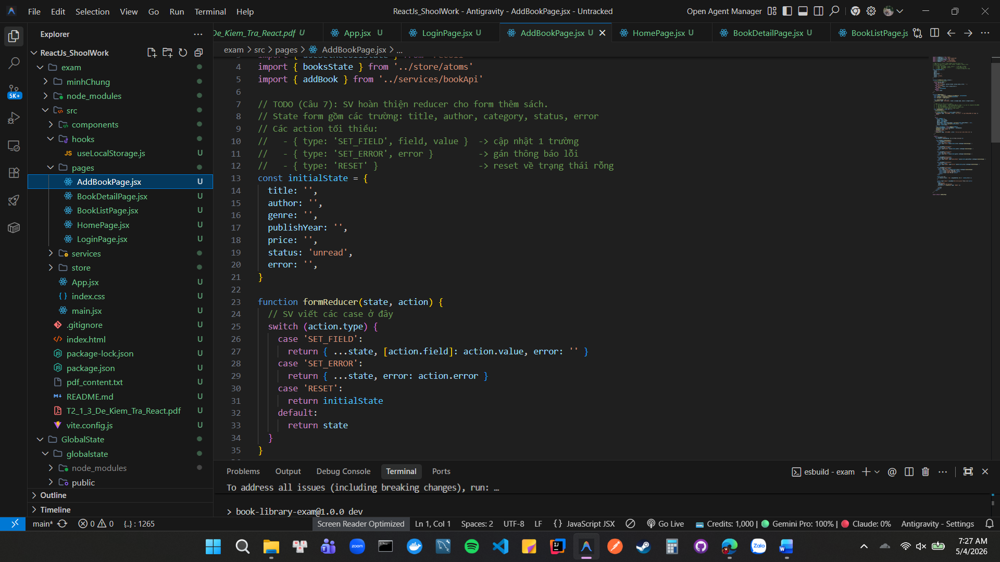 File Edit Selection View Go Run Terminal Help
ReactJs_ShoolWork - Antigravity - AddBookPage.jsx - Untracked
Open Agent Manager
Explorer
De_Kiem_Tra_React.pdf U
App.jsx U
LoginPage.jsx U
AddBookPage.jsx U
HomePage.jsx U
BookDetailPage.jsx U
BookListPage.js
ReactJs_ShoolWork
exam > src > pages > AddBookPage.jsx > ...
exam
minhChung
node_modules
5K+
src
components
hooks
JS useLocalStorage.js U
pages
AddBookPage.jsx U
BookDetailPage.jsx U
BookListPage.jsx U
HomePage.jsx U
LoginPage.jsx U
services
store
App.jsx U
{ } index.css U
main.jsx U
.gitignore U
</> index.html U
package-lock.json U
package.json U
pdf_content.txt U
README.md U
T2_1_3_De_Kiem_Tra_React.pdf U
vite.config.js U
GlobalState
globalstate
node_modules
public
Outline
Timeline
4 import { booksState } from '../store/atoms'
5 import { addBook } from '../services/bookApi'
6
7 // TODO (Câu 7): SV hoàn thiện reducer cho form thêm sách.
8 // State form gồm các trường: title, author, category, status, error
9 // Các action tối thiểu:
10 //   - { type: 'SET_FIELD', field, value }  -> cập nhật 1 trường
11 //   - { type: 'SET_ERROR', error }         -> gán thông báo lỗi
12 //   - { type: 'RESET' }                    -> reset về trạng thái rỗng
13 const initialState = {
14   title: '',
15   author: '',
16   genre: '',
17   publishYear: '',
18   price: '',
19   status: 'unread',
20   error: '',
21 }
22
23 function formReducer(state, action) {
24   // SV viết các case ở đây
25   switch (action.type) {
26     case 'SET_FIELD':
27       return { ...state, [action.field]: action.value, error: '' }
28     case 'SET_ERROR':
29       return { ...state, error: action.error }
30     case 'RESET':
31       return initialState
32     default:
33       return state
34   }
35 }
Problems Output Debug Console Terminal Ports
esbuild - exam
To address all issues (including breaking changes), run: …
> book-library-exam@1.0.0 dev
main* 0 0 {..} : 1265
Screen Reader Optimized Ln 1, Col 1 Spaces: 2 UTF-8 LF { } JavaScript JSX Go Live Credits: 1,000 | Gemini Pro: 100% | Claude: 0% Antigravity - Settings
zoom
Zalo
7:27 AM
5/4/2026